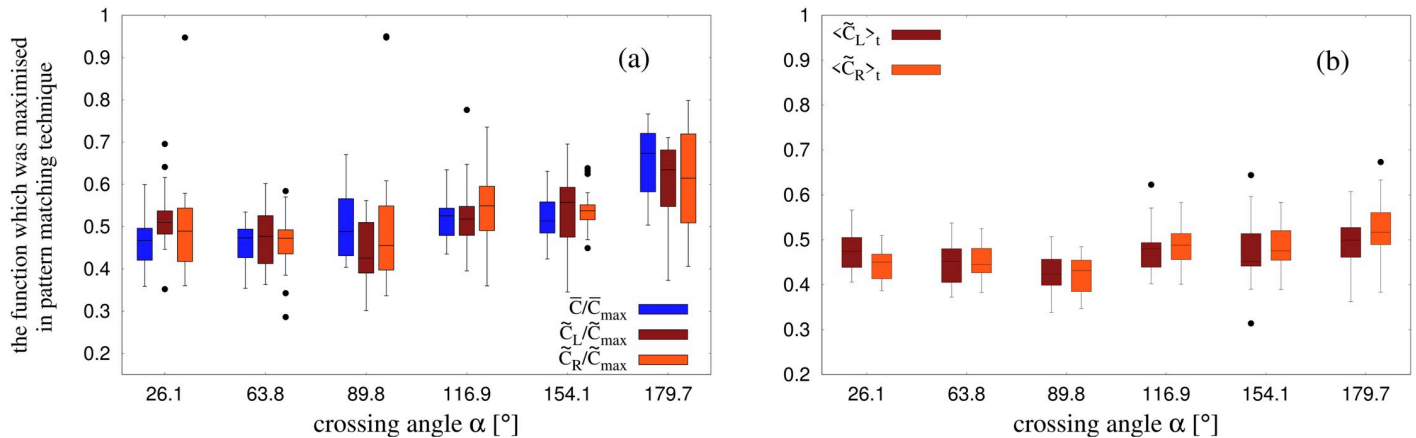 the function which was maximised
in pattern matching technique
1
0.9
0.8
0.7
0.6
0.5
0.4
0.3
0.2
(a)
C̅/C̅max
C̃L/C̃max
C̃R/C̃max
26.1 63.8 89.8 116.9 154.1 179.7
crossing angle α [°]
1
0.9
0.8
0.7
0.6
0.5
0.4
0.3
0.2
<C̃L>t
<C̃R>t
(b)
26.1 63.8 89.8 116.9 154.1 179.7
crossing angle α [°]